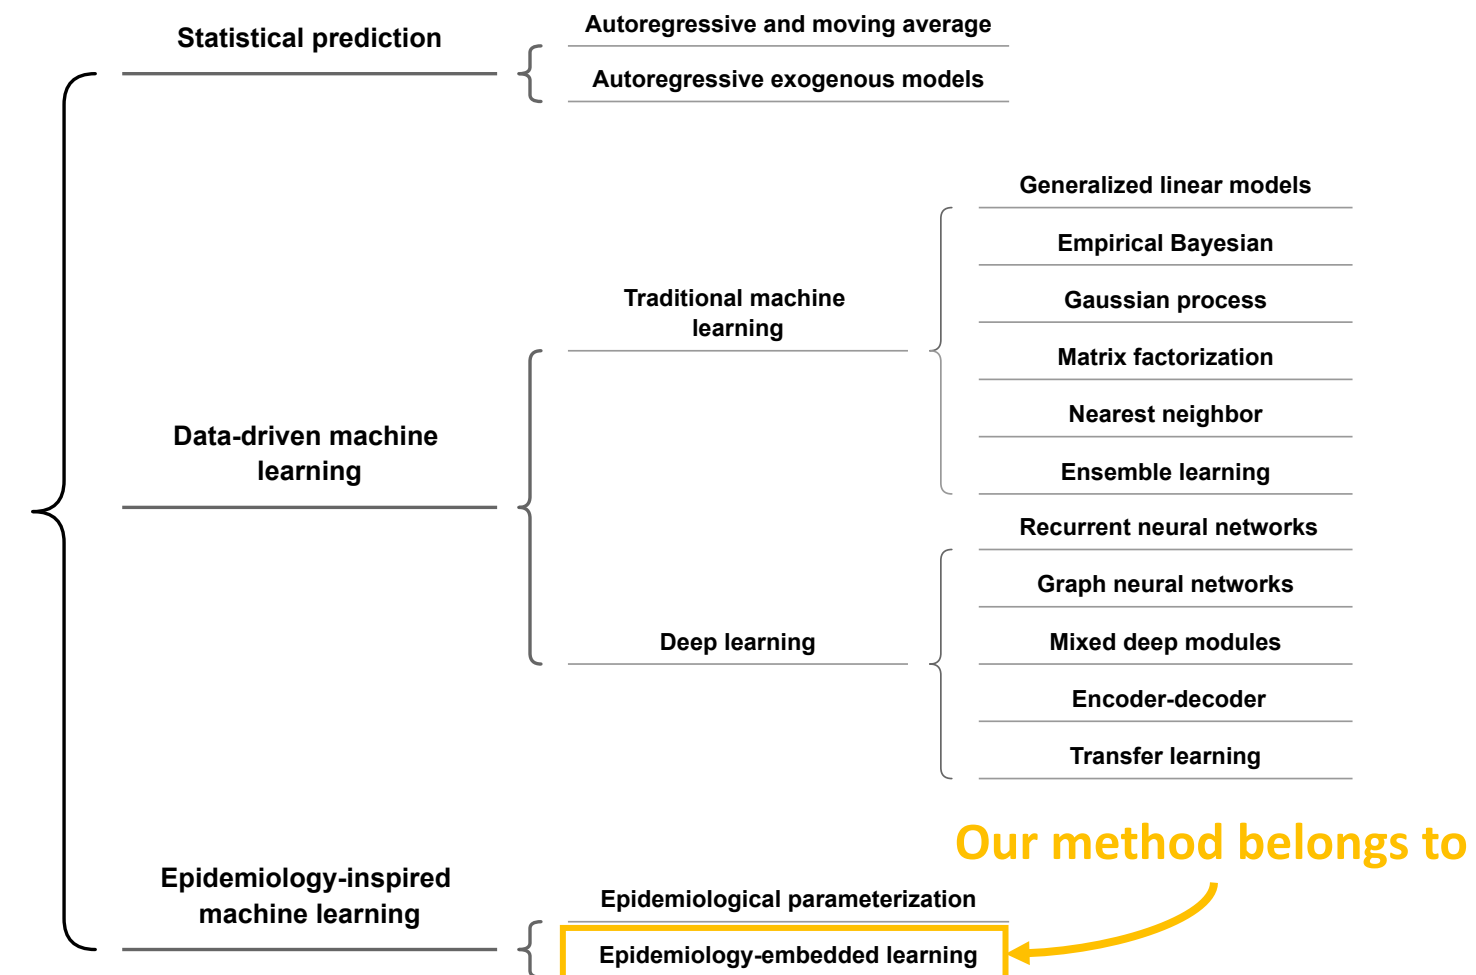 Statistical prediction
Autoregressive and moving average
Autoregressive exogenous models
Data-driven machine
learning
Traditional machine
learning
Generalized linear models
Empirical Bayesian
Gaussian process
Matrix factorization
Nearest neighbor
Ensemble learning
Deep learning
Recurrent neural networks
Graph neural networks
Mixed deep modules
Encoder-decoder
Transfer learning
Epidemiology-inspired
machine learning
Epidemiological parameterization
Epidemiology-embedded learning
Our method belongs to